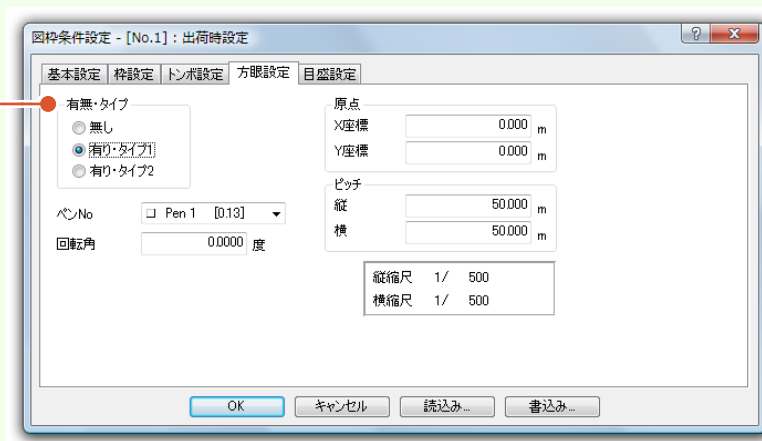 図枠条件設定 - [No.1] : 出荷時設定
?
x
基本設定 枠設定 トンボ設定 方眼設定 目盛設定
有無・タイプ
無し
有り・タイプ1
有り・タイプ2
ペンNo ロ Pen 1 [0.13]
回転角 0.0000 度
原点
X座標 0.000 m
Y座標 0.000 m
ピッチ
縦 50.000 m
横 50.000 m
縦縮尺 1/ 500
横縮尺 1/ 500
OK キャンセル 読込み... 書込み...